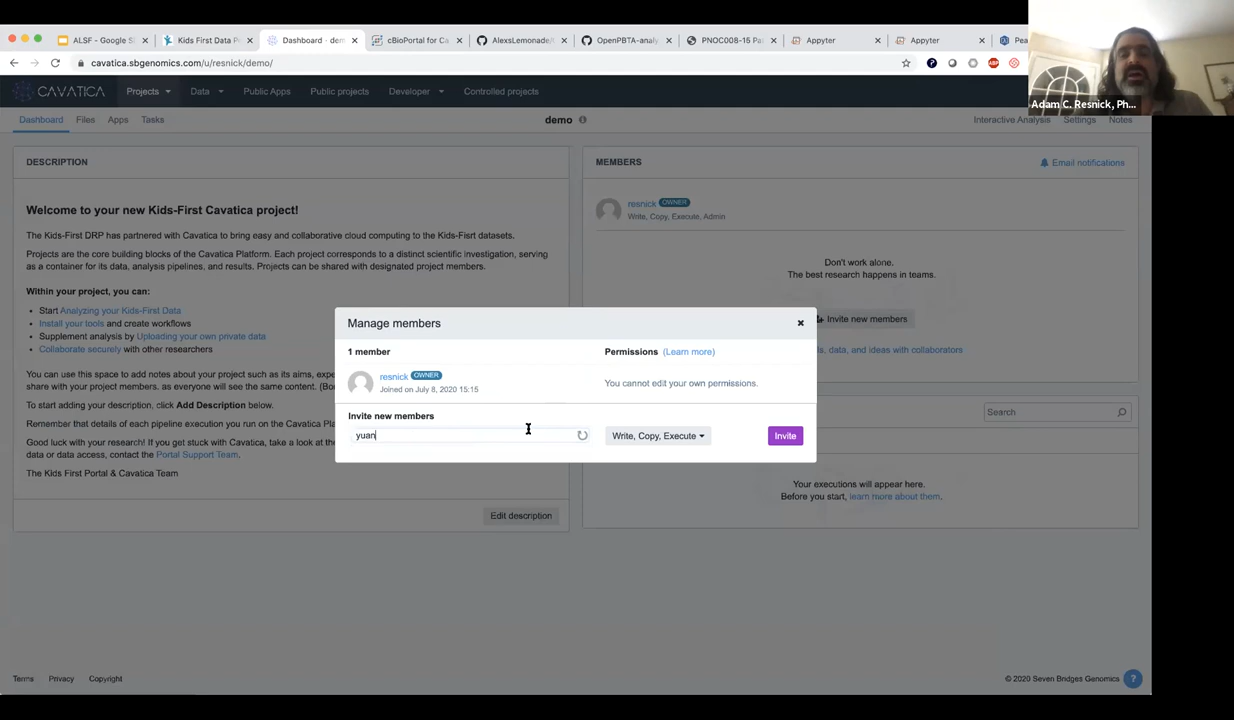 ALSF - Google Sl
Kids First Data P
Dashboard - dem
cBioPortal for Ca
AlexsLemonadeA
OpenPBTA-analy
PNOC008-15 Pa
Appyter
Appyter
Pea
cavatica.sbgenomics.com/u/resnick/demo/
ABP
Adam C. Resnick, Ph...
CAVATICA
Projects
Data
Public Apps
Public projects
Developer
Controlled projects
Dashboard
Files
Apps
Tasks
demo
Interactive Analysis
Settings
Notes
DESCRIPTION
Welcome to your new Kids-First Cavatica project!
The Kids-First DRP has partnered with Cavatica to bring easy and collaborative cloud computing to the Kids-Fisrt datasets.
Projects are the core building blocks of the Cavatica Platform. Each project corresponds to a distinct scientific investigation, serving
as a container for its data, analysis pipelines, and results. Projects can be shared with designated project members.
Within your project, you can:
Start Analyzing your Kids-First Data
Install your tools and create workflows
Supplement analysis by Uploading your own private data
Collaborate securely with other researchers
You can use this space to add notes about your project such as its aims, expe
share with your project members, as everyone will see the same content. (Bo
To start adding your description, click Add Description below.
Remember that details of each pipeline execution you run on the Cavatica Pla
Good luck with your research! If you get stuck with Cavatica, take a look at the
data or data access, contact the Portal Support Team.
The Kids First Portal & Cavatica Team
Edit description
MEMBERS
Email notifications
resnick OWNER
Write, Copy, Execute, Admin
Don't work alone.
The best research happens in teams.
Invite new members
ls, data, and ideas with collaborators
Search
Your executions will appear here.
Before you start, learn more about them.
Manage members
1 member
Permissions (Learn more)
resnick OWNER
Joined on July 8, 2020 15:15
You cannot edit your own permissions.
Invite new members
yuan
Write, Copy, Execute
Invite
Terms
Privacy
Copyright
© 2020 Seven Bridges Genomics
?